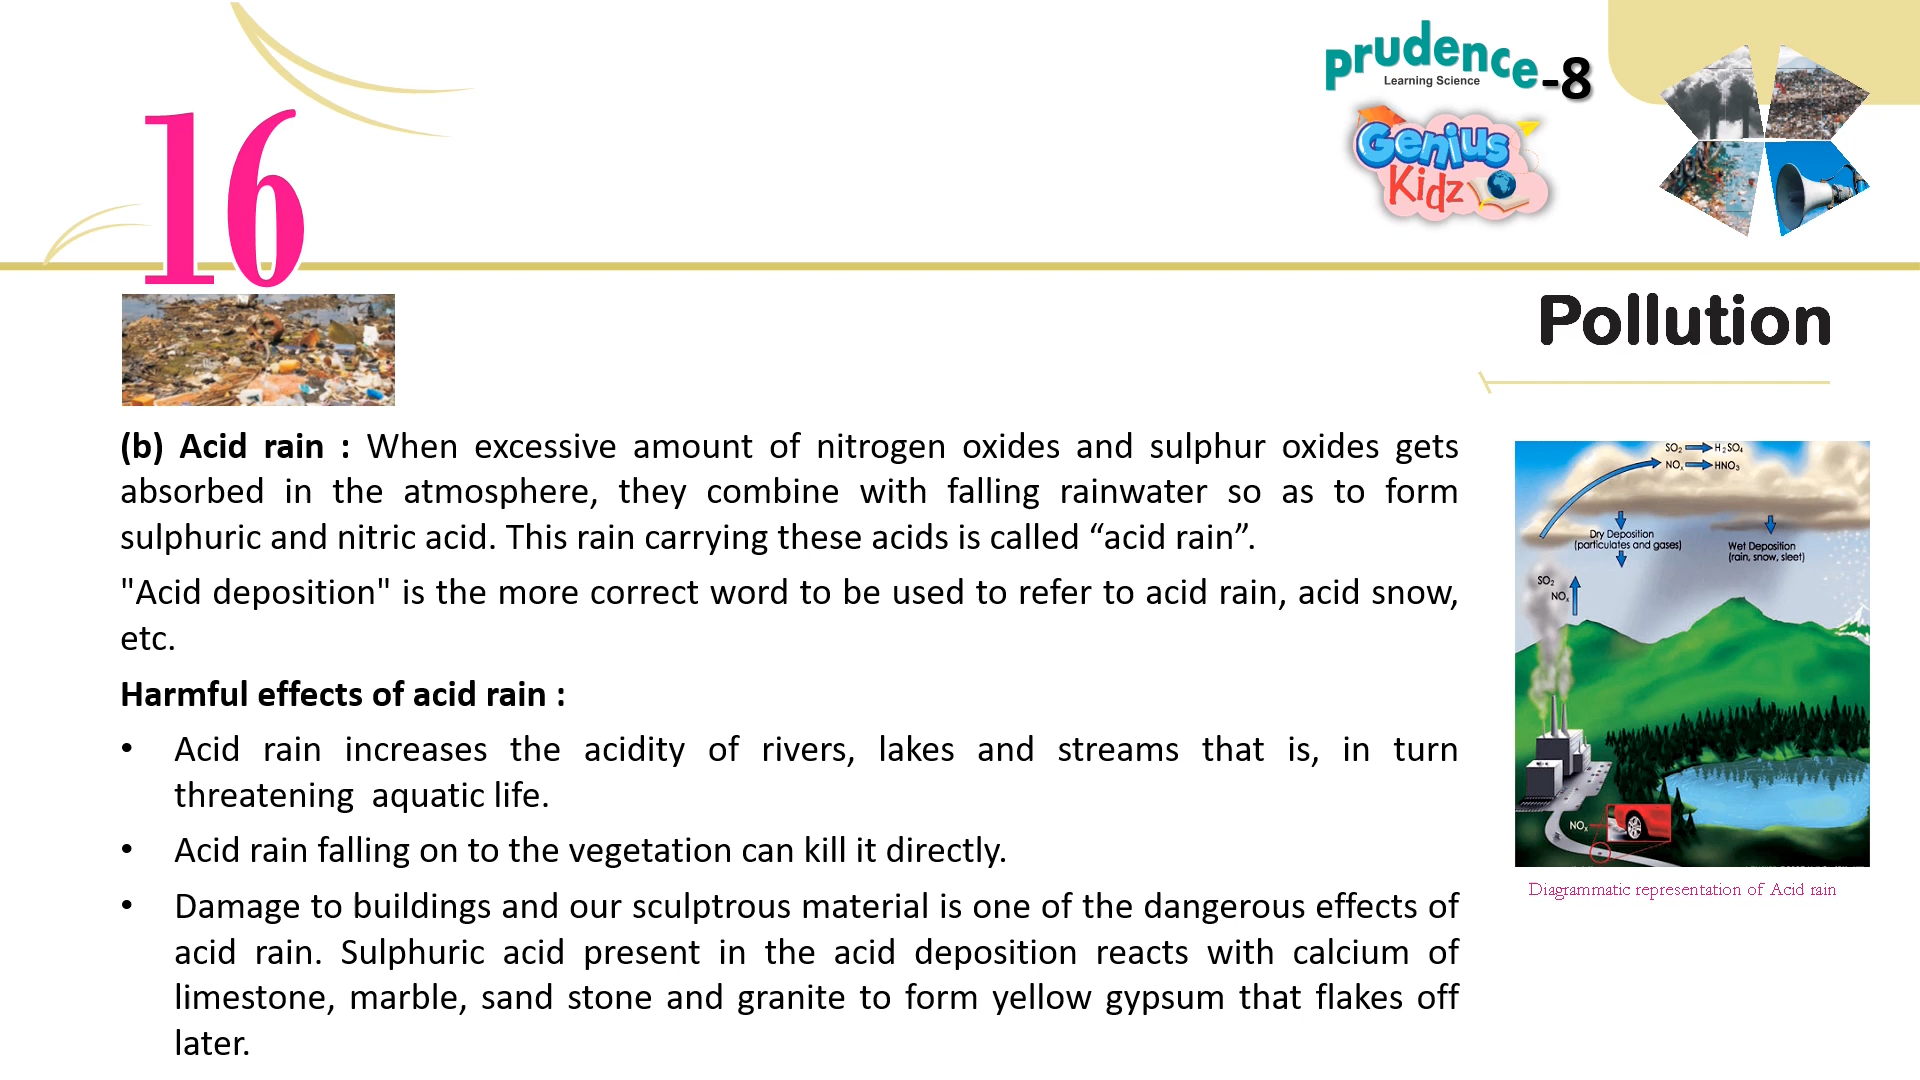 16
prudence
Learning Science
-8
Genius
Kidz
Pollution
(b) Acid rain : When excessive amount of nitrogen oxides and sulphur oxides gets
absorbed in the atmosphere, they combine with falling rainwater so as to form
sulphuric and nitric acid. This rain carrying these acids is called “acid rain”.
"Acid deposition" is the more correct word to be used to refer to acid rain, acid snow,
etc.
Harmful effects of acid rain :
• Acid rain increases the acidity of rivers, lakes and streams that is, in turn
threatening aquatic life.
• Acid rain falling on to the vegetation can kill it directly.
• Damage to buildings and our sculptrous material is one of the dangerous effects of
acid rain. Sulphuric acid present in the acid deposition reacts with calcium of
limestone, marble, sand stone and granite to form yellow gypsum that flakes off
later.
SO₂ H₂SO₄
NOₓ HNO₃
Dry Deposition
(particulates and gases)
Wet Deposition
(rain, snow, sleet)
SO₂
NOₓ
NOₓ
Diagrammatic representation of Acid rain